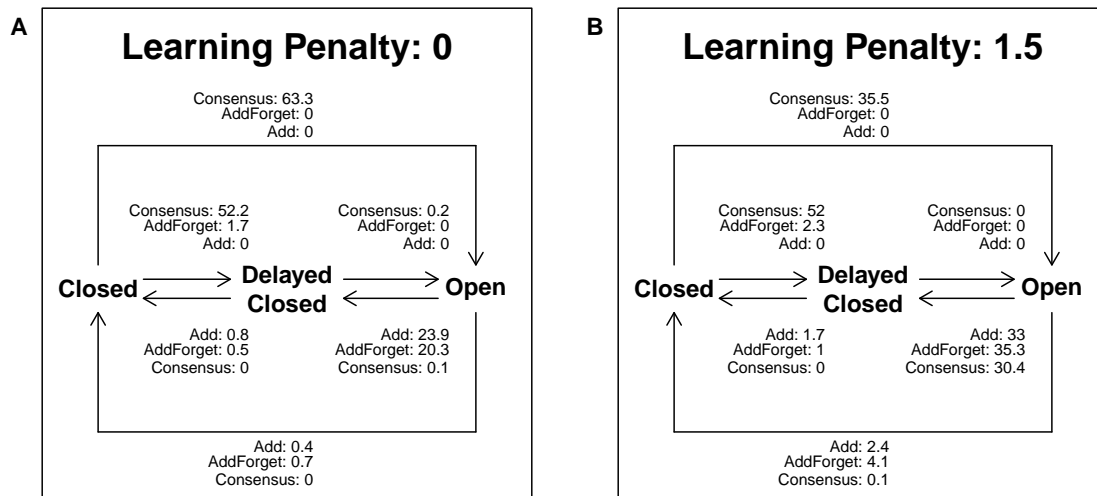 A
Learning Penalty: 0
Consensus: 63.3
AddForget: 0
Add: 0
Consensus: 52.2
AddForget: 1.7
Add: 0
Consensus: 0.2
AddForget: 0
Add: 0
Closed
Delayed
Closed
Open
Add: 0.8
AddForget: 0.5
Consensus: 0
Add: 23.9
AddForget: 20.3
Consensus: 0.1
Add: 0.4
AddForget: 0.7
Consensus: 0
B
Learning Penalty: 1.5
Consensus: 35.5
AddForget: 0
Add: 0
Consensus: 52
AddForget: 2.3
Add: 0
Consensus: 0
AddForget: 0
Add: 0
Closed
Delayed
Closed
Open
Add: 1.7
AddForget: 1
Consensus: 0
Add: 33
AddForget: 35.3
Consensus: 30.4
Add: 2.4
AddForget: 4.1
Consensus: 0.1